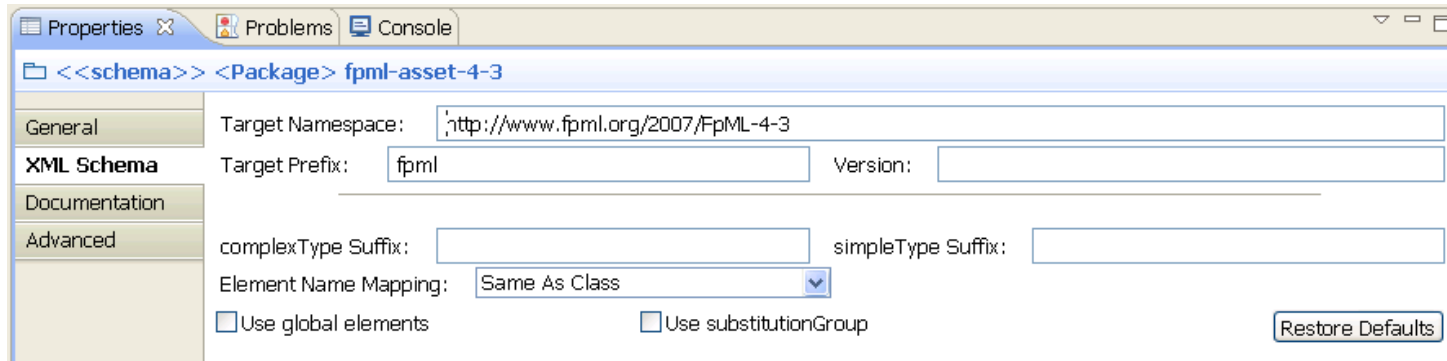 Properties Problems Console
<<schema>> <Package> fpml-asset-4-3
General
XML Schema
Documentation
Advanced
Target Namespace: http://www.fpml.org/2007/FpML-4-3
Target Prefix: fpml Version:
complexType Suffix: simpleType Suffix:
Element Name Mapping: Same As Class
Use global elements Use substitutionGroup Restore Defaults